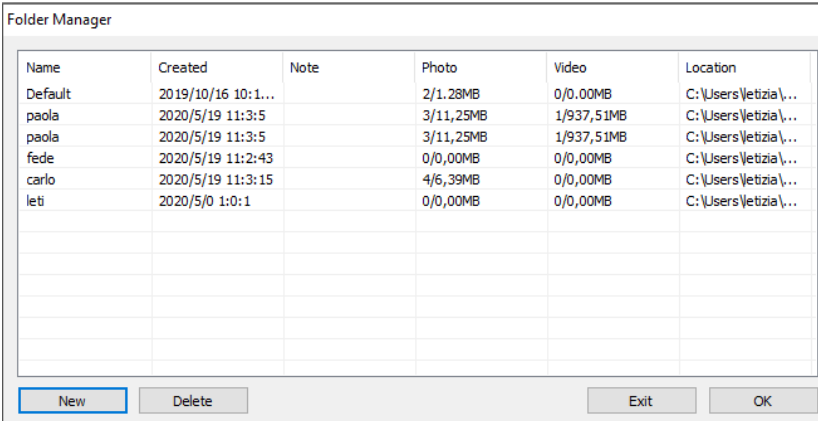 Folder Manager
Name Created Note Photo Video Location
Default 2019/10/16 10:1... 2/1.28MB 0/0.00MB C:\Users\letizia\...
paola 2020/5/19 11:3:5 3/11,25MB 1/937,51MB C:\Users\letizia\...
paola 2020/5/19 11:3:5 3/11,25MB 1/937,51MB C:\Users\letizia\...
fede 2020/5/19 11:2:43 0/0,00MB 0/0,00MB C:\Users\letizia\...
carlo 2020/5/19 11:3:15 4/6,39MB 0/0,00MB C:\Users\letizia\...
leti 2020/5/0 1:0:1 0/0,00MB 0/0,00MB C:\Users\letizia\...
New Delete Exit OK